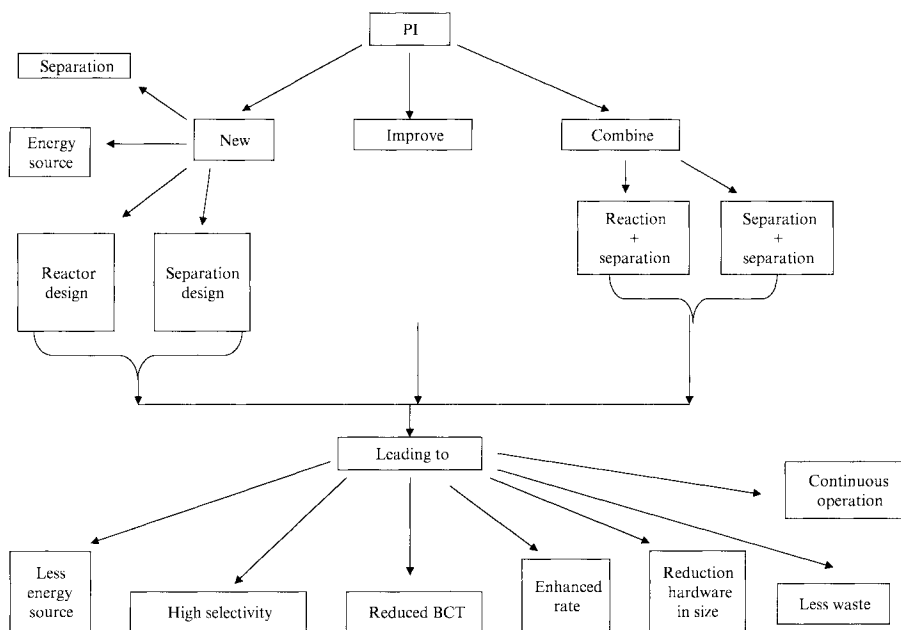 PI
Separation
New
Improve
Combine
Energy
source
Reactor
design
Separation
design
Reaction
+
separation
Separation
+
separation
Leading to
Continuous
operation
Less
energy
source
High selectivity
Reduced BCT
Enhanced
rate
Reduction
hardware
in size
Less waste